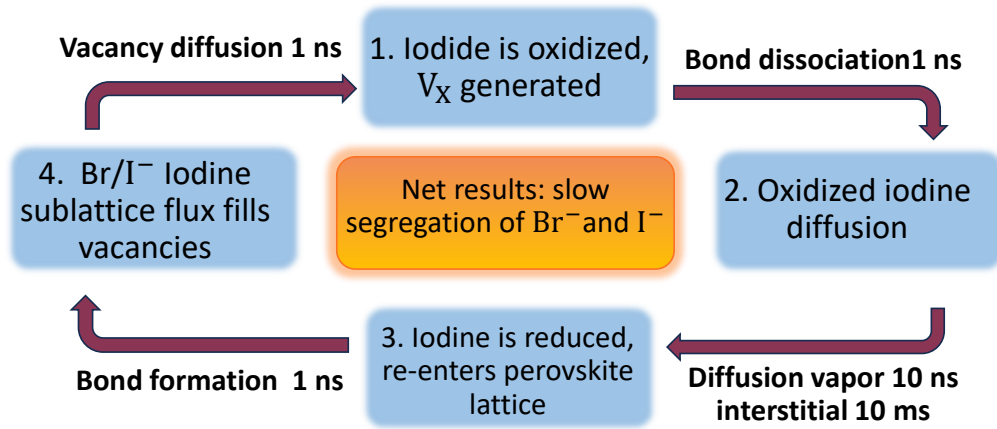 Vacancy diffusion 1 ns
1. Iodide is oxidized,
V_X generated
Bond dissociation1 ns
2. Oxidized iodine
diffusion
Diffusion vapor 10 ns
interstitial 10 ms
3. Iodine is reduced,
re-enters perovskite
lattice
Bond formation 1 ns
4. Br/I⁻ Iodine
sublattice flux fills
vacancies
Net results: slow
segregation of Br⁻and I⁻